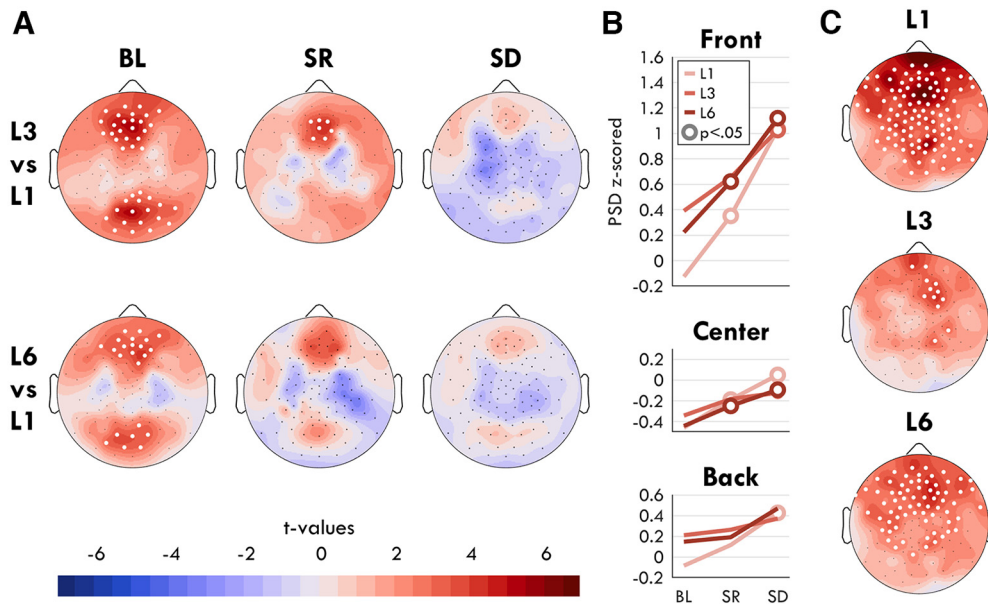 A
BL
SR
SD
L3
vs
L1
L6
vs
L1
t-values
-6
-4
-2
0
2
4
6
B
Front
1.6
1.4
1.2
1
0.8
0.6
0.4
0.2
0
-0.2
PSD z-scored
L1
L3
L6
p<.05
Center
0.2
0
-0.2
-0.4
Back
0.6
0.4
0.2
0
-0.2
BL
SR
SD
C
L1
L3
L6